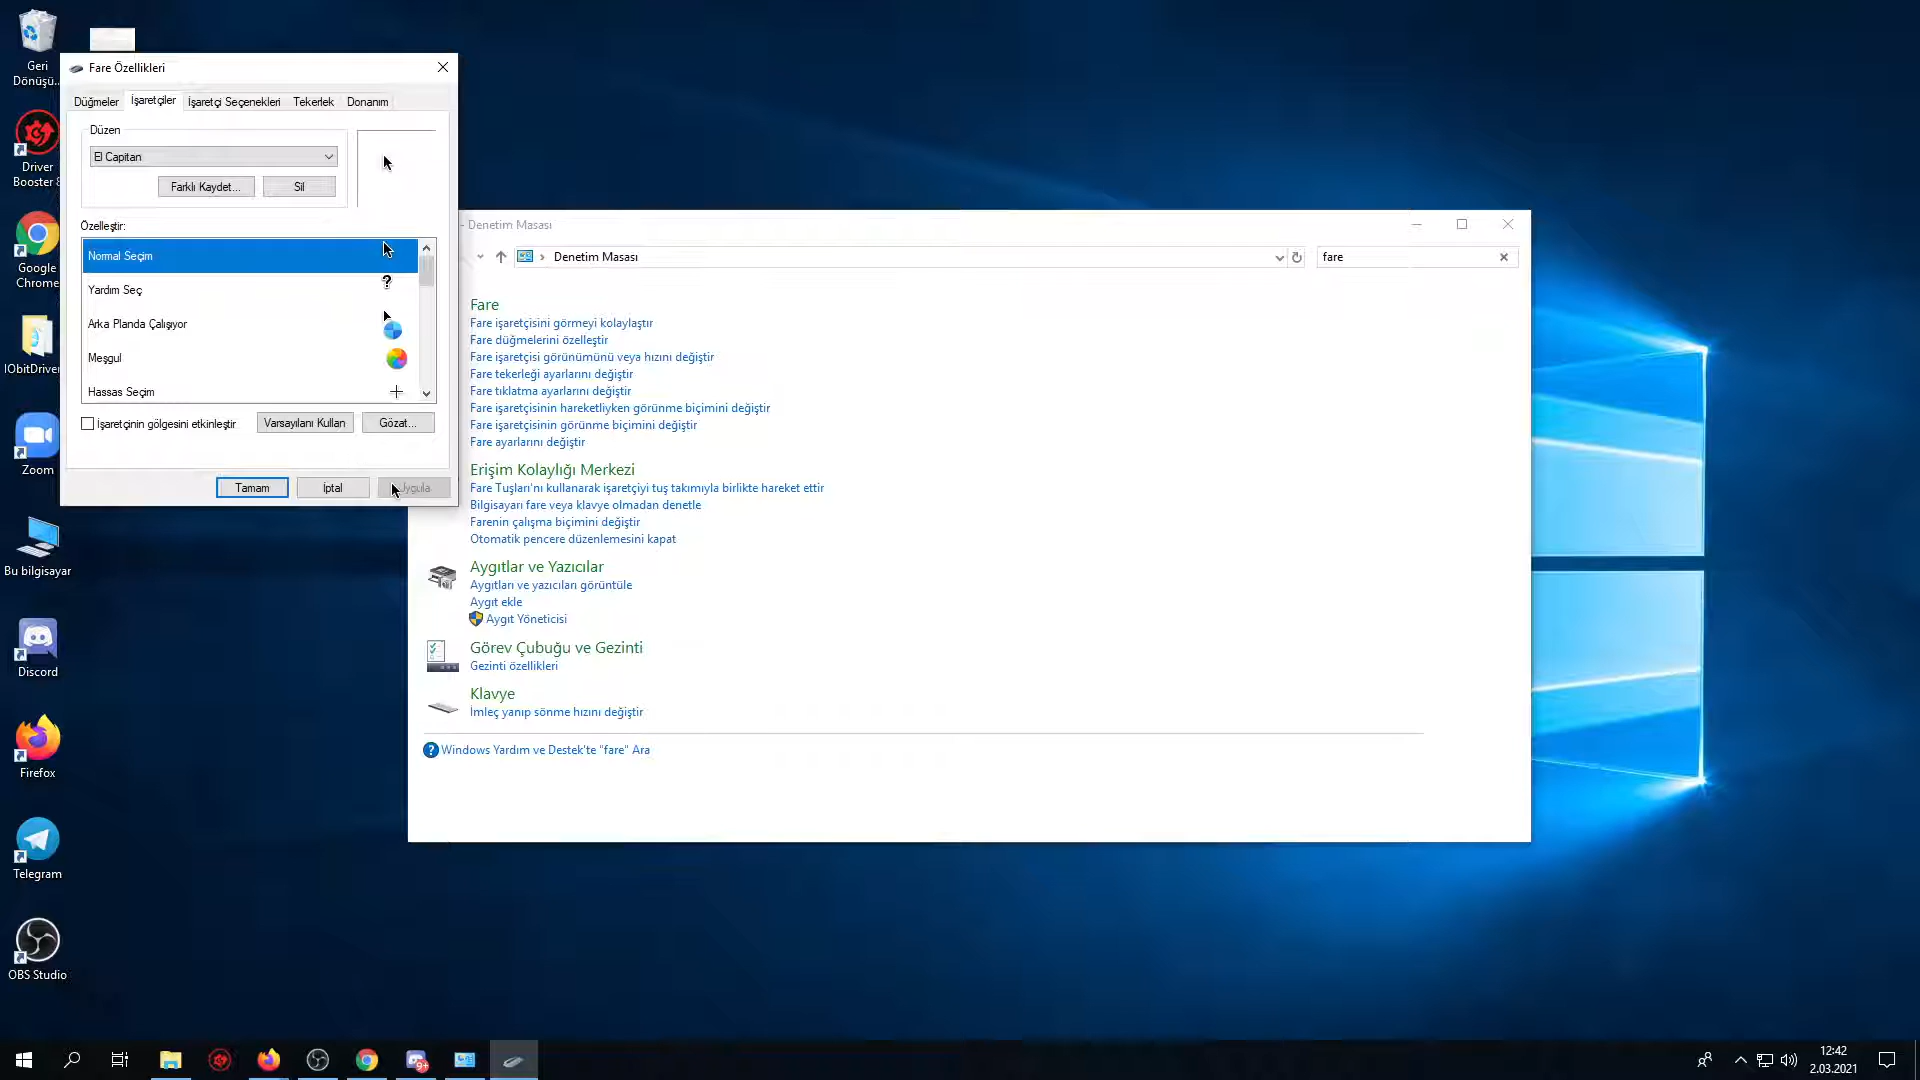 Geri
Dönüşü...
Driver
Booster 8
Google
Chrome
IObitDriver
Zoom
Bu bilgisayar
Discord
Firefox
Telegram
OBS Studio
Fare Özellikleri
Düğmeler
İşaretçiler
İşaretçi Seçenekleri
Tekerlek
Donanım
Düzen
El Capitan
Farklı Kaydet...
Sil
Özelleştir:
Normal Seçim
Yardım Seç
Arka Planda Çalışıyor
Meşgul
Hassas Seçim
İşaretçinin gölgesini etkinleştir
Varsayılanı Kullan
Gözat...
Tamam
İptal
- Denetim Masası
Denetim Masası
fare
Fare
Fare işaretçisini görmeyi kolaylaştır
Fare düğmelerini özelleştir
Fare işaretçisi görünümünü veya hızını değiştir
Fare tekerleği ayarlarını değiştir
Fare tıklatma ayarlarını değiştir
Fare işaretçisinin hareketliyken görünme biçimini değiştir
Fare işaretçisinin görünme biçimini değiştir
Fare ayarlarını değiştir
Erişim Kolaylığı Merkezi
Fare Tuşları'nı kullanarak işaretçiyi tuş takımıyla birlikte hareket ettir
Bilgisayarı fare veya klavye olmadan denetle
Farenin çalışma biçimini değiştir
Otomatik pencere düzenlemesini kapat
Aygıtlar ve Yazıcılar
Aygıtları ve yazıcıları görüntüle
Aygıt ekle
Aygıt Yöneticisi
Görev Çubuğu ve Gezinti
Gezinti özellikleri
Klavye
İmleç yanıp sönme hızını değiştir
Windows Yardım ve Destek'te "fare" Ara
9+
12:42
2.03.2021